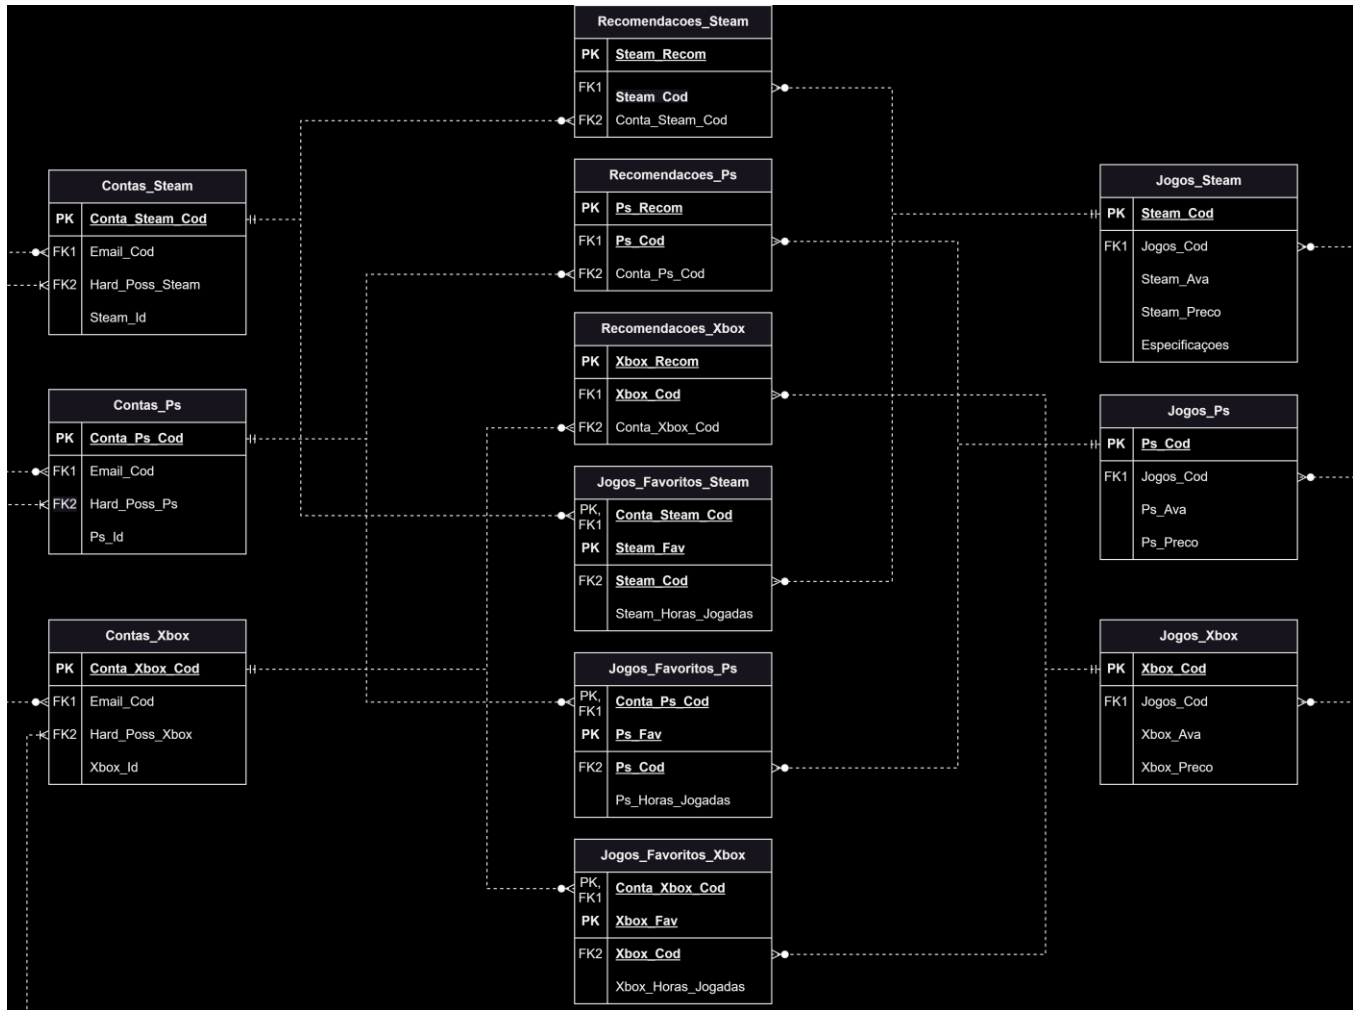 Recomendacoes_Steam
PK Steam_Recom
FK1 Steam_Cod
FK2 Conta_Steam_Cod
Recomendacoes_Ps
PK Ps_Recom
FK1 Ps_Cod
FK2 Conta_Ps_Cod
Recomendacoes_Xbox
PK Xbox_Recom
FK1 Xbox_Cod
FK2 Conta_Xbox_Cod
Contas_Steam
PK Conta_Steam_Cod
FK1 Email_Cod
FK2 Hard_Poss_Steam
Steam_Id
Contas_Ps
PK Conta_Ps_Cod
FK1 Email_Cod
FK2 Hard_Poss_Ps
Ps_Id
Contas_Xbox
PK Conta_Xbox_Cod
FK1 Email_Cod
FK2 Hard_Poss_Xbox
Xbox_Id
Jogos_Favoritos_Steam
PK, FK1 Conta_Steam_Cod
PK Steam_Fav
FK2 Steam_Cod
Steam_Horas_Jogadas
Jogos_Favoritos_Ps
PK, FK1 Conta_Ps_Cod
PK Ps_Fav
FK2 Ps_Cod
Ps_Horas_Jogadas
Jogos_Favoritos_Xbox
PK, FK1 Conta_Xbox_Cod
PK Xbox_Fav
FK2 Xbox_Cod
Xbox_Horas_Jogadas
Jogos_Steam
PK Steam_Cod
FK1 Jogos_Cod
Steam_Ava
Steam_Preco
Especificaçoes
Jogos_Ps
PK Ps_Cod
FK1 Jogos_Cod
Ps_Ava
Ps_Preco
Jogos_Xbox
PK Xbox_Cod
FK1 Jogos_Cod
Xbox_Ava
Xbox_Preco